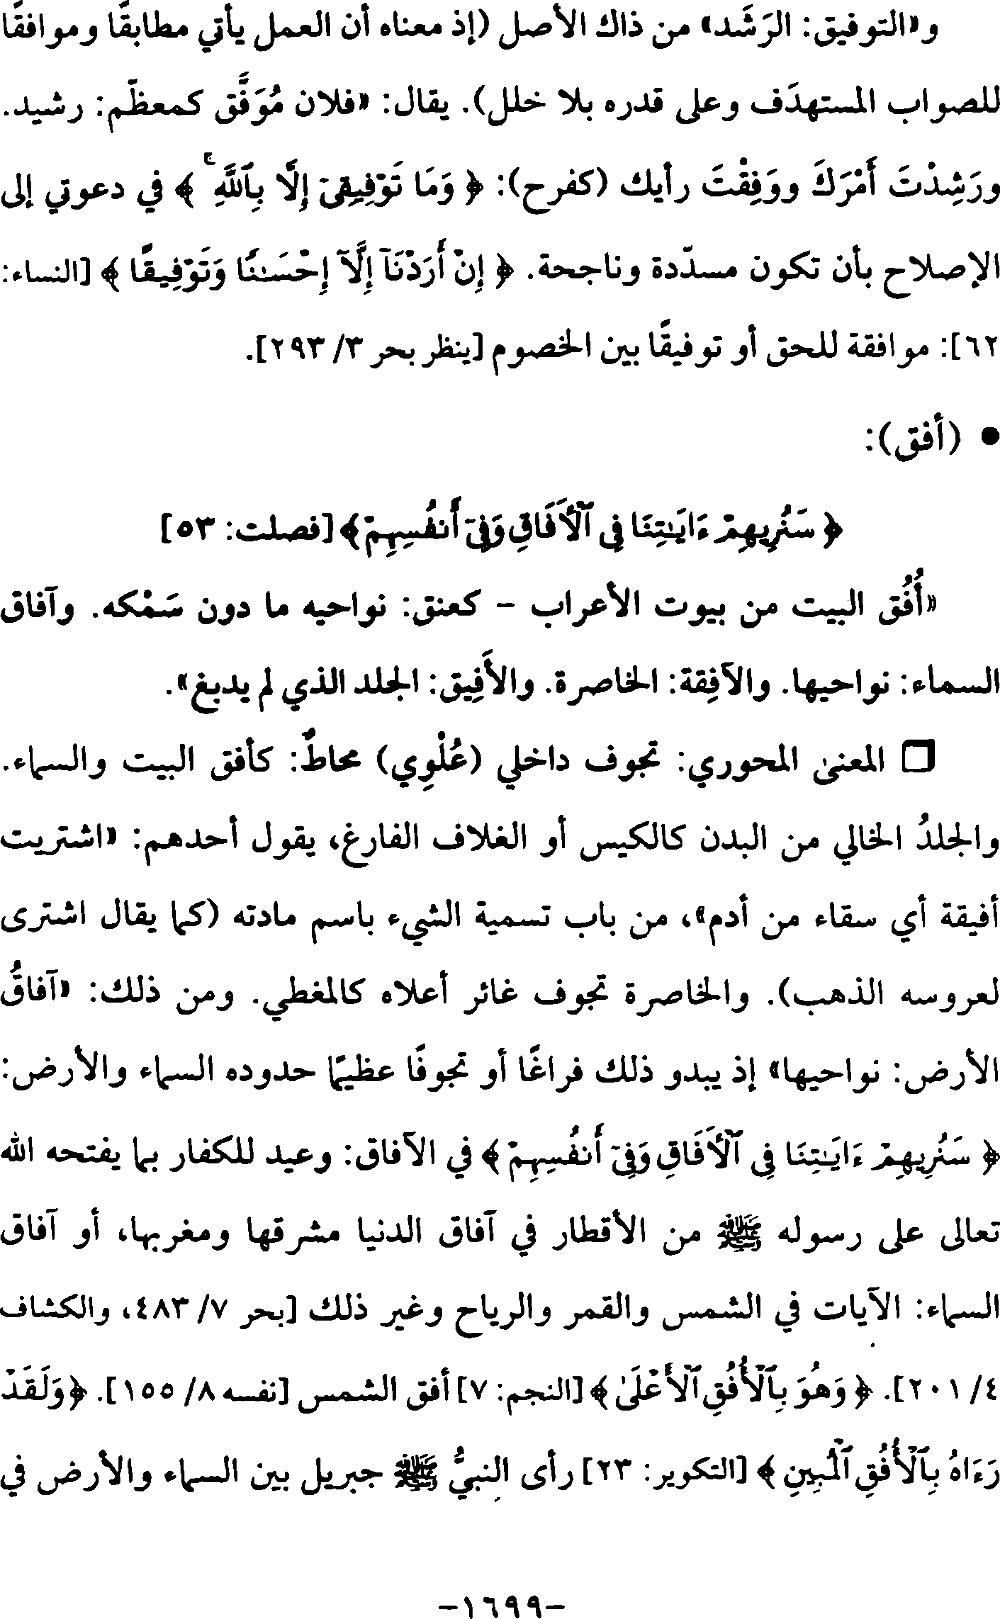 و«التوفيق: الرَشَد» من ذاك الأصل (إذ معناه أن العمل يأتي مطابقًا وموافقًا
للصواب المستهدَف وعلى قدره بلا خلل). يقال: «فلان مُوَفَّق كمعظّم: رشيد.
ورَشِدْتَ أَمْرَكَ ووَفِقْتَ رأيك (كفرح): ﴿ وَمَا تَوْفِيقِىٓ إِلَّا بِٱللَّهِ ۚ ﴾ في دعوتي إلى
الإصلاح بأن تكون مسدّدة وناجحة. ﴿ إِنْ أَرَدْنَآ إِلَّآ إِحْسَـٰنًا وَتَوْفِيقًا ﴾ [النساء:
٦٢]: موافقة للحق أو توفيقًا بين الخصوم [ينظر بحر ٣/ ٢٩٣].
• (أفق):
﴿ سَنُرِيهِمْ ءَايَـٰتِنَا فِى ٱلْأَفَاقِ وَفِىٓ أَنفُسِهِمْ﴾ [فصلت: ٥٣]
«أُفُق البيت من بيوت الأعراب - كعنق: نواحيه ما دون سَمْكه. وآفاق
السماء: نواحيها. والآفِقة: الخاصرة. والأَفِيق: الجلد الذي لم يدبغ».
❒ المعنى المحوري: تجوف داخلي (عُلْوِي) محاطٌ: كأفق البيت والسماء.
والجلدُ الخالي من البدن كالكيس أو الغلاف الفارغ، يقول أحدهم: «اشتريت
أفيقة أي سقاء من أدم»، من باب تسمية الشيء باسم مادته (كما يقال اشترى
لعروسه الذهب). والخاصرة تجوف غائر أعلاه كالمغطي. ومن ذلك: «آفاقُ
الأرض: نواحيها» إذ يبدو ذلك فراغًا أو تجوفًا عظيمًا حدوده السماء والأرض:
﴿ سَنُرِيهِمْ ءَايَـٰتِنَا فِى ٱلْأَفَاقِ وَفِىٓ أَنفُسِهِمْ ﴾ في الآفاق: وعيد للكفار بما يفتحه الله
تعالى على رسوله ﷺ من الأقطار في آفاق الدنيا مشرقها ومغربها، أو آفاق
السماء: الآيات في الشمس والقمر والرياح وغير ذلك [بحر ٧/ ٤٨٣، والكشاف
٤/ ٢٠١]. ﴿ وَهُوَ بِٱلْأُفُقِ ٱلْأَعْلَىٰ ﴾ [النجم: ٧] أفق الشمس [نفسه ٨/ ١٥٥]. ﴿ وَلَقَدْ
رَءَاهُ بِٱلْأُفُقِ ٱلْمُبِينِ ﴾ [التكوير: ٢٣] رأى النبيُّ ﷺ جبريل بين السماء والأرض في
-١٦٩٩-